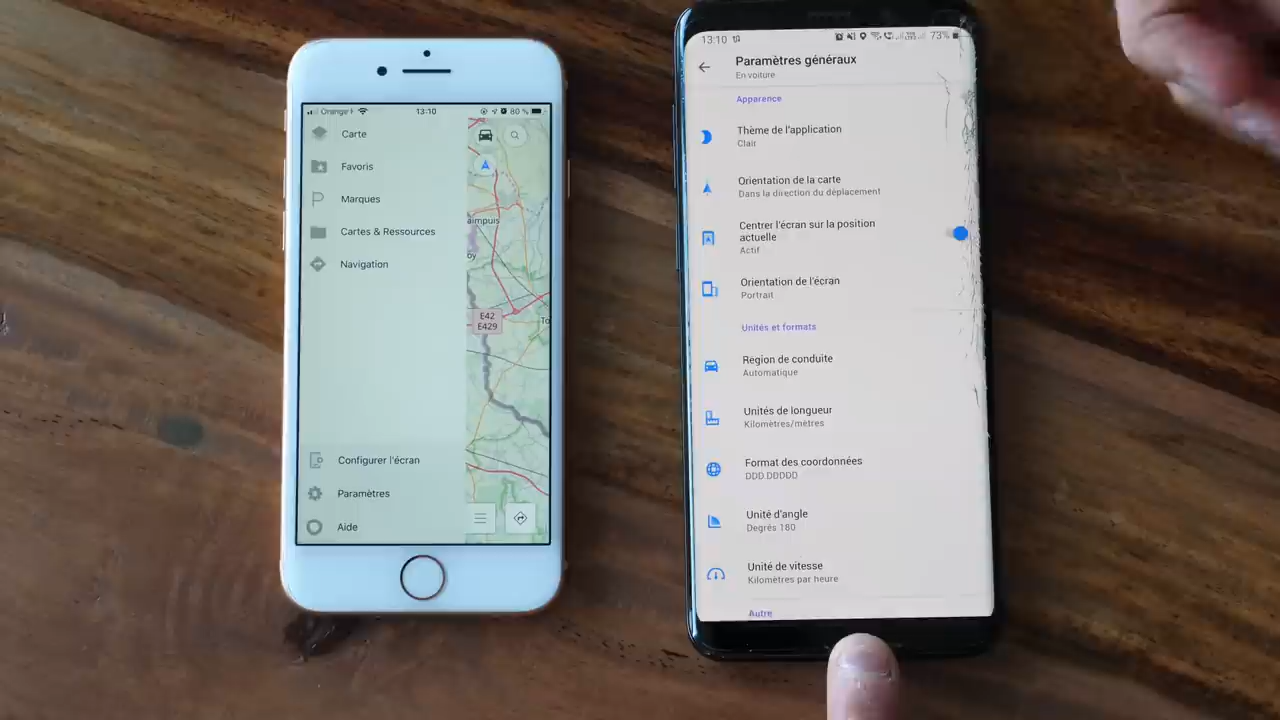 Orange F
13:10
80 %
Carte
Favoris
Marques
Cartes & Ressources
Navigation
Configurer l'écran
Paramètres
Aide
aimpuis
oy
E42
E429
To
13:10
73%
Paramètres généraux
En voiture
Apparence
Thème de l'application
Clair
Orientation de la carte
Dans la direction du déplacement
Centrer l'écran sur la position
actuelle
Actif
Orientation de l'écran
Portrait
Unités et formats
Region de conduite
Automatique
Unités de longueur
Kilomètres/mètres
Format des coordonnées
DDD.DDDDD
Unité d'angle
Degrés 180
Unité de vitesse
Kilomètres par heure
Autre